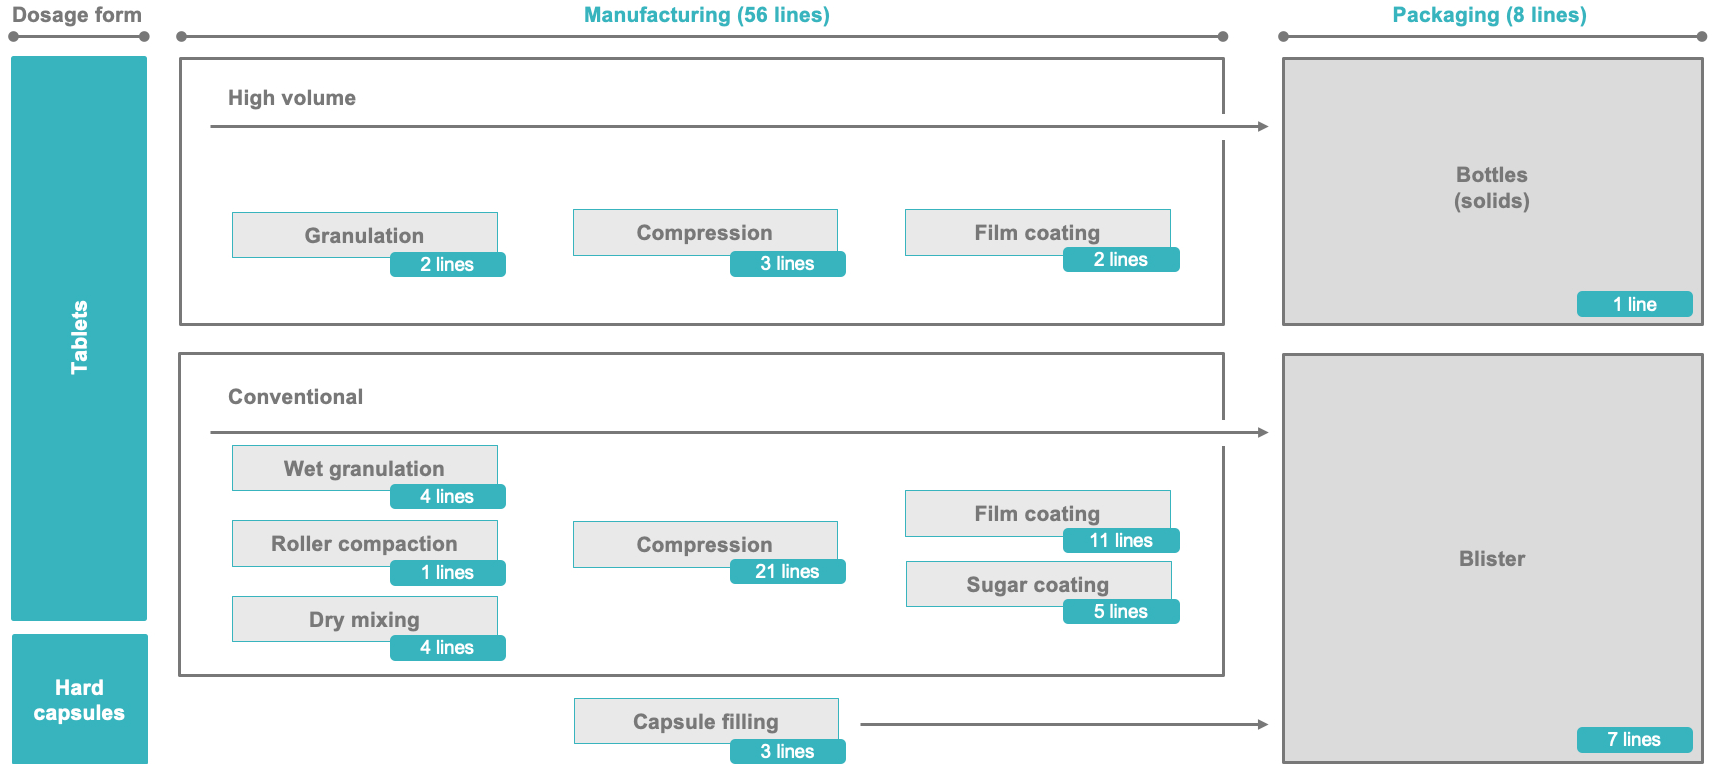 Dosage form
Manufacturing (56 lines)
Packaging (8 lines)
Tablets
High volume
Granulation
2 lines
Compression
3 lines
Film coating
2 lines
Bottles
(solids)
1 line
Conventional
Wet granulation
4 lines
Roller compaction
1 lines
Dry mixing
4 lines
Compression
21 lines
Film coating
11 lines
Sugar coating
5 lines
Blister
7 lines
Hard
capsules
Capsule filling
3 lines